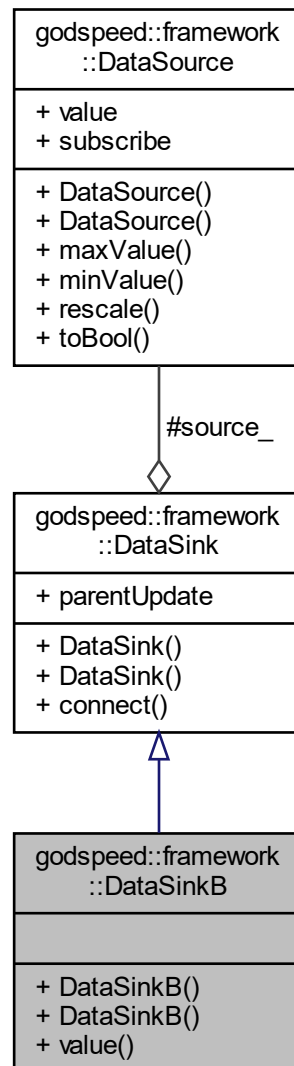 godspeed::framework
::DataSource
+ value
+ subscribe
+ DataSource()
+ DataSource()
+ maxValue()
+ minValue()
+ rescale()
+ toBool()
#source_
godspeed::framework
::DataSink
+ parentUpdate
+ DataSink()
+ DataSink()
+ connect()
godspeed::framework
::DataSinkB
+ DataSinkB()
+ DataSinkB()
+ value()